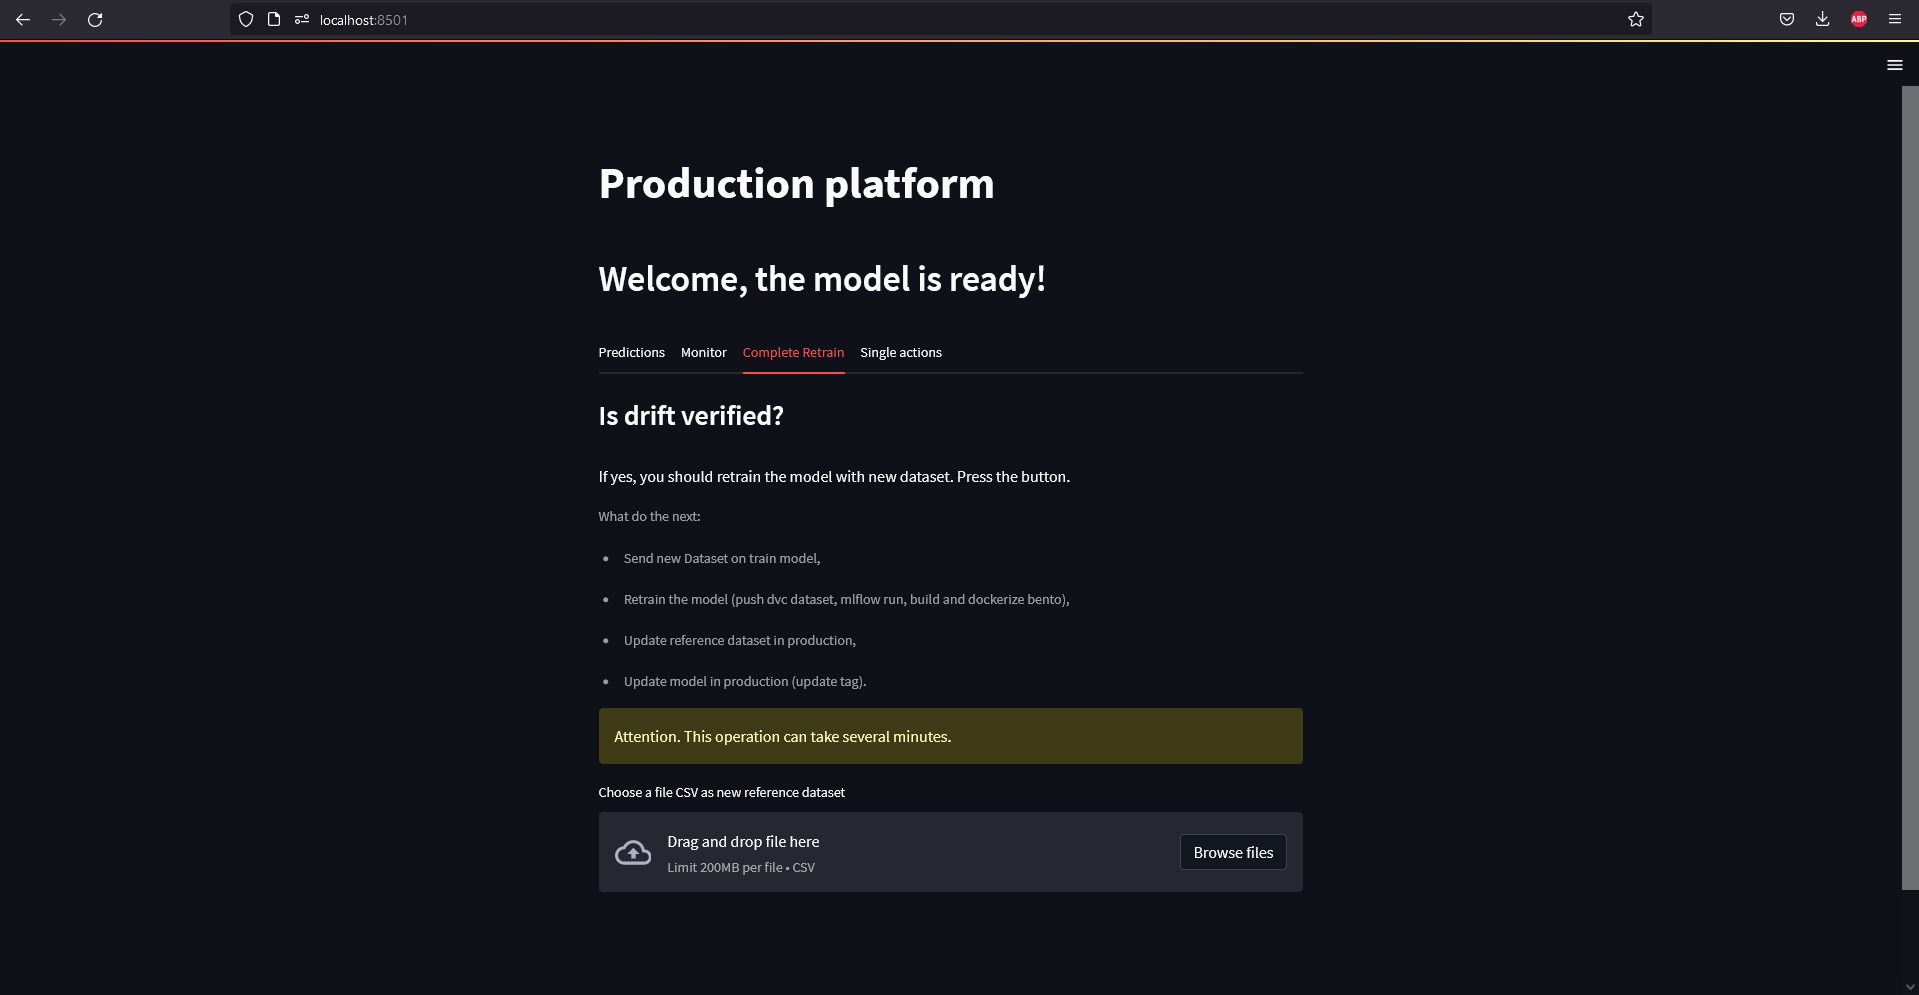 localhost:8501
ABP
Production platform
Welcome, the model is ready!
Predictions Monitor Complete Retrain Single actions
Is drift verified?
If yes, you should retrain the model with new dataset. Press the button.
What do the next:
• Send new Dataset on train model,
• Retrain the model (push dvc dataset, mlflow run, build and dockerize bento),
• Update reference dataset in production,
• Update model in production (update tag).
Attention. This operation can take several minutes.
Choose a file CSV as new reference dataset
Drag and drop file here
Limit 200MB per file • CSV
Browse files